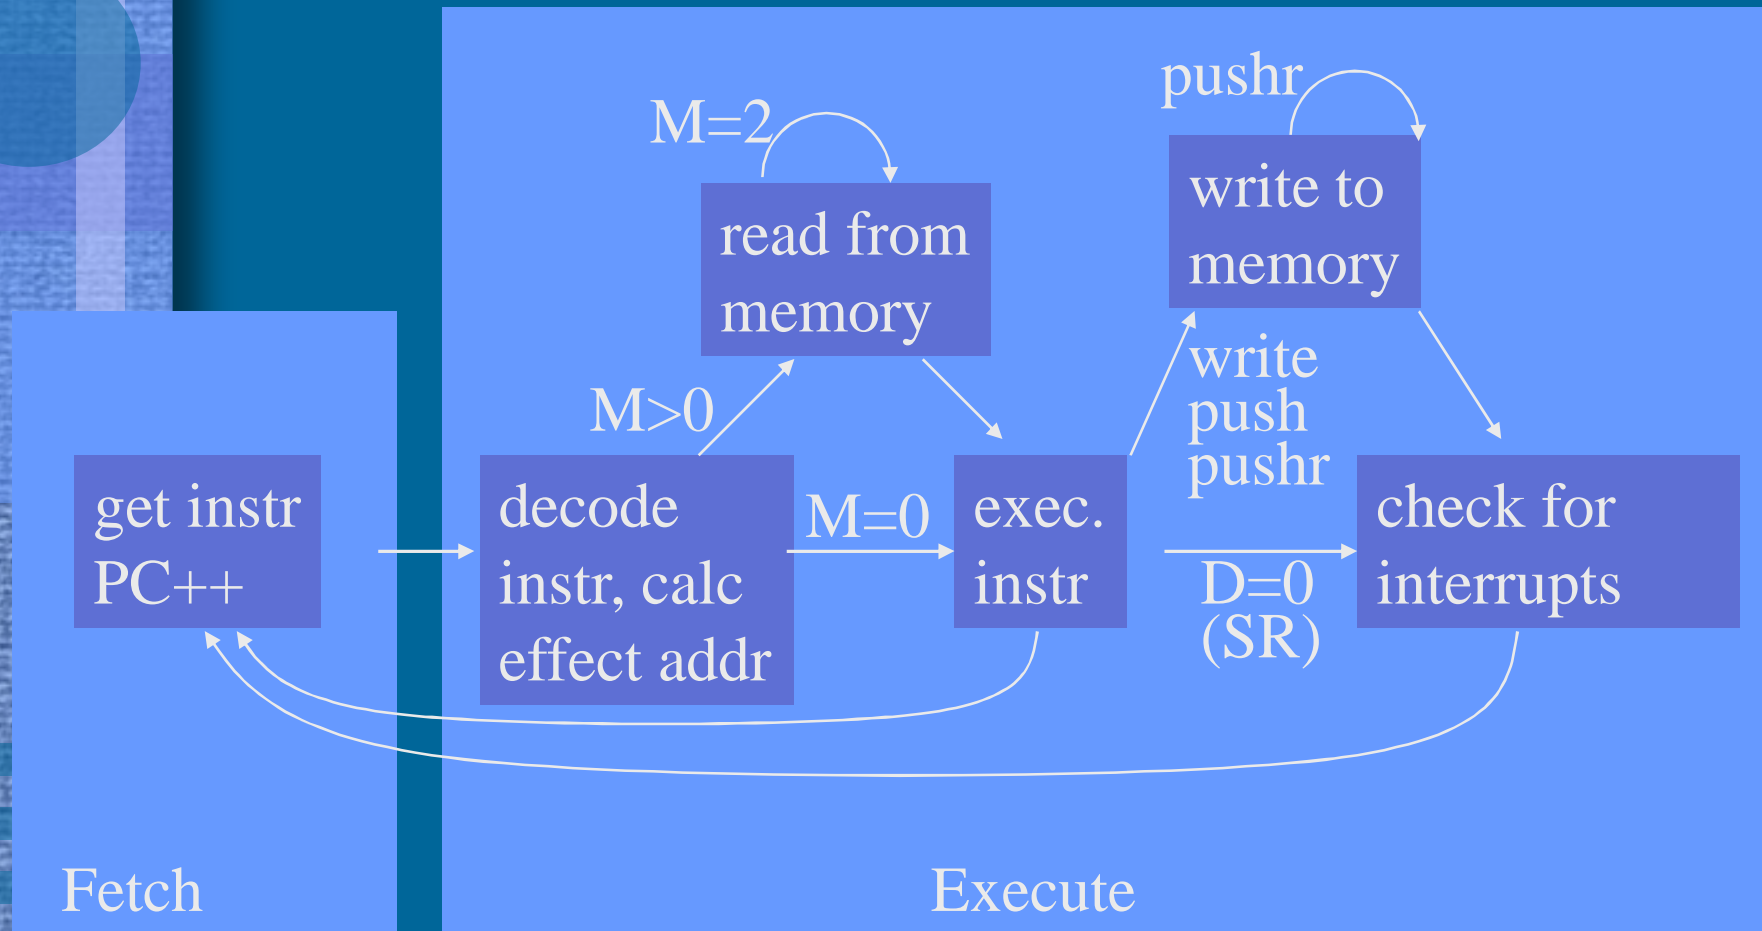 pushr
M=2
write to
memory
read from
memory
write
push
pushr
M>0
get instr
PC++
decode
instr, calc
effect addr
M=0
exec.
instr
D=0
(SR)
check for
interrupts
Fetch
Execute